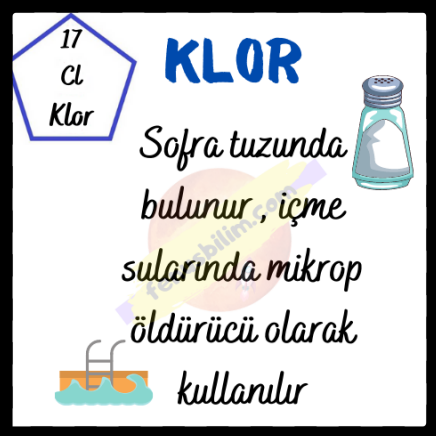 17
Cl
Klor
KLOR
Sofra tuzunda
bulunur, içme
sularında mikrop
öldürücü olarak
kullanılır